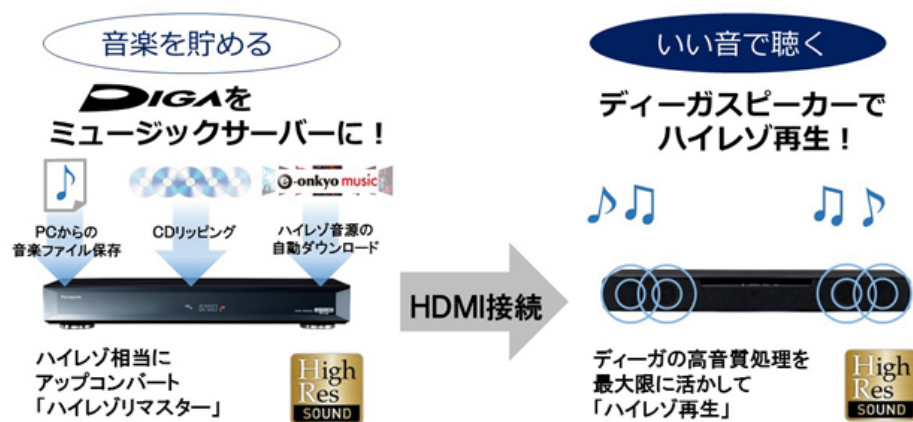 音楽を貯める
DIGAを
ミュージックサーバーに！
PCからの
音楽ファイル保存
CDリッピング
e-onkyo music
ハイレゾ音源の
自動ダウンロード
Panasonic
ハイレゾ相当に
アップコンバート
「ハイレゾリマスター」
High
Res
SOUND
HDMI接続
いい音で聴く
ディーガスピーカーで
ハイレゾ再生！
ディーガの高音質処理を
最大限に活かして
「ハイレゾ再生」
High
Res
SOUND